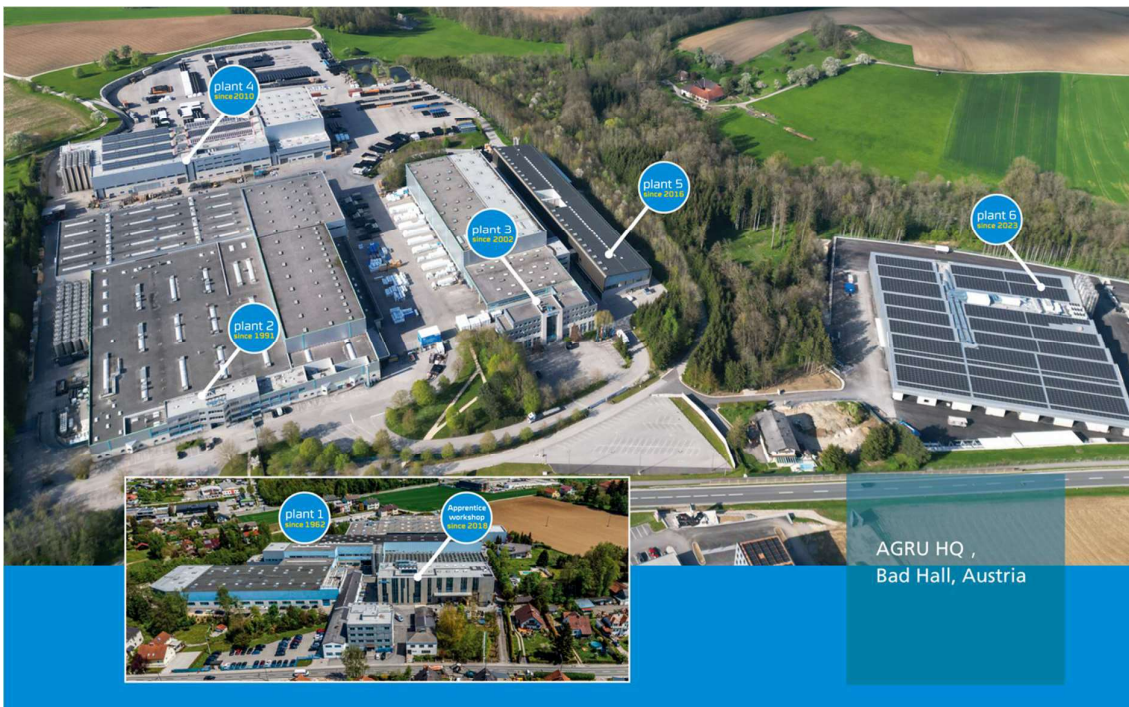 plant 4
since 2010
plant 5
since 2016
plant 3
since 2002
plant 6
since 2023
plant 2
since 1991
plant 1
since 1962
Apprentice
workshop
since 2018
AGRU HQ ,
Bad Hall, Austria